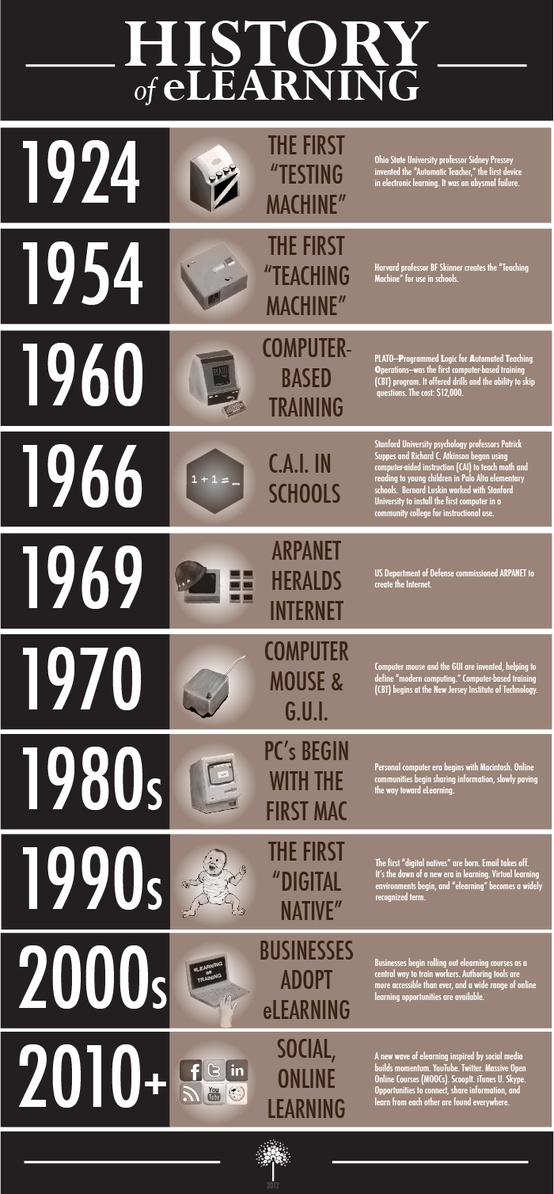 HISTORY
of eLEARNING
1924
THE FIRST
“TESTING
MACHINE”
Ohio State University professor Sidney Pressey
invented the “Automatic Teacher,” the first device
in electronic learning. It was an abysmal failure.
1954
THE FIRST
“TEACHING
MACHINE”
Harvard professor BF Skinner creates the “Teaching
Machine” for use in schools.
1960
PLATO
COMPUTER-
BASED
TRAINING
PLATO—Programmed Logic for Automated Teaching
Operations—was the first computer-based training
(CBT) program. It offered drills and the ability to skip
questions. The cost: $12,000.
1966
1 + 1 = _
C.A.I. IN
SCHOOLS
Stanford University psychology professors Patrick
Suppes and Richard C. Atkinson began using
computer-aided instruction (CAI) to teach math and
reading to young children in Palo Alta elementary
schools. Bernard Luskin worked with Stanford
University to install the first computer in a
community college for instructional use.
1969
ARPANET
HERALDS
INTERNET
US Department of Defense commissioned ARPANET to
create the Internet.
1970
COMPUTER
MOUSE &
G.U.I.
Computer mouse and the GUI are invented, helping to
define “modern computing.” Computer-based training
(CBT) begins at the New Jersey Institute of Technology.
1980s
PC’s BEGIN
WITH THE
FIRST MAC
Personal computer era begins with Macintosh. Online
communities begin sharing information, slowly paving
the way toward eLearning.
1990s
THE FIRST
“DIGITAL
NATIVE”
The first “digital natives” are born. Email takes off.
It’s the dawn of a new era in learning. Virtual learning
environments begin, and “elearning” becomes a widely
recognized term.
2000s
eLEARNING
TRAINING
BUSINESSES
ADOPT
eLEARNING
Businesses begin rolling out elearning courses as a
central way to train workers. Authoring tools are
more accessible than ever, and a wide range of online
learning opportunities are available.
2010+
f t in
You
Tube
SOCIAL,
ONLINE
LEARNING
A new wave of elearning inspired by social media
builds momentum. YouTube. Twitter. Massive Open
Online Courses (MOOCs). ScoopIt. iTunes U. Skype.
Opportunities to connect, share information, and
learn from each other are found everywhere.
2012